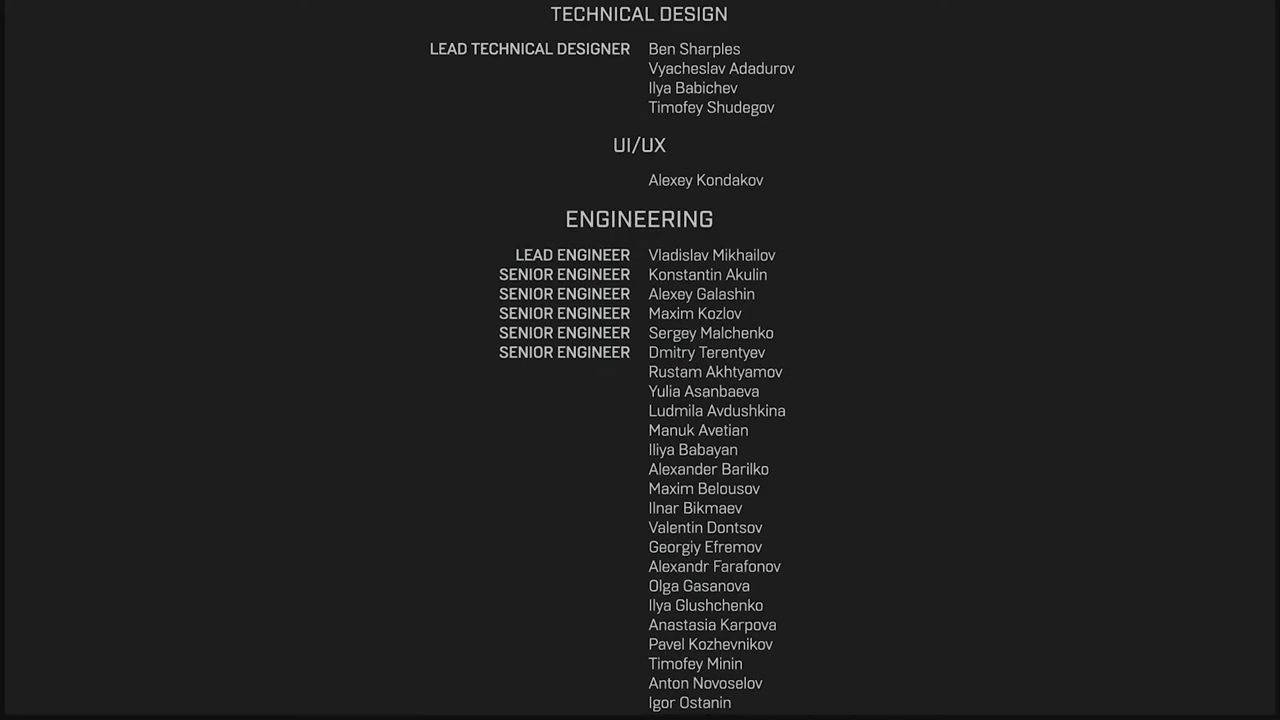 TECHNICAL DESIGN
LEAD TECHNICAL DESIGNER Ben Sharples
Vyacheslav Adadurov
Ilya Babichev
Timofey Shudegov
UI/UX
Alexey Kondakov
ENGINEERING
LEAD ENGINEER Vladislav Mikhailov
SENIOR ENGINEER Konstantin Akulin
SENIOR ENGINEER Alexey Galashin
SENIOR ENGINEER Maxim Kozlov
SENIOR ENGINEER Sergey Malchenko
SENIOR ENGINEER Dmitry Terentyev
Rustam Akhtyamov
Yulia Asanbaeva
Ludmila Avdushkina
Manuk Avetian
Iliya Babayan
Alexander Barilko
Maxim Belousov
Ilnar Bikmaev
Valentin Dontsov
Georgiy Efremov
Alexandr Farafonov
Olga Gasanova
Ilya Glushchenko
Anastasia Karpova
Pavel Kozhevnikov
Timofey Minin
Anton Novoselov
Igor Ostanin